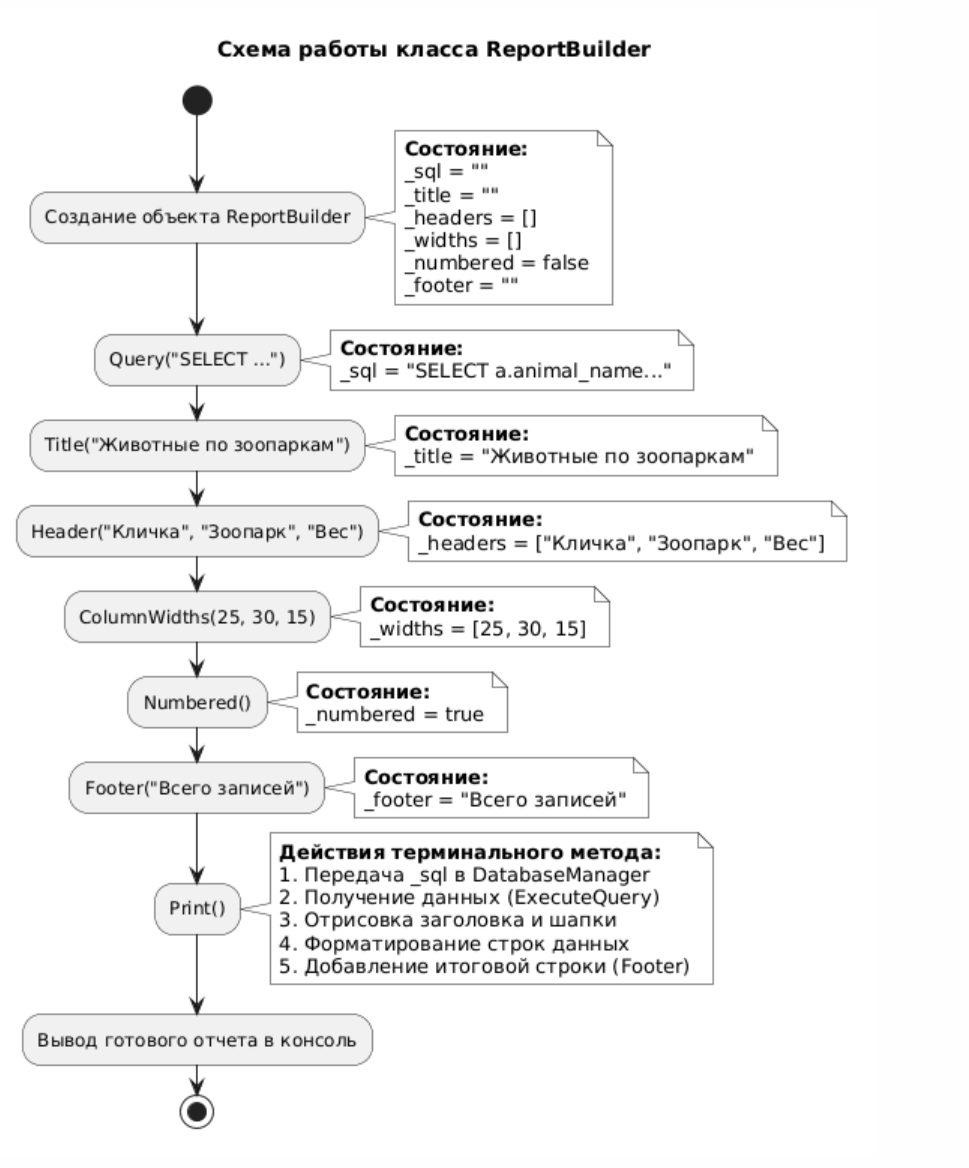 Схема работы класса ReportBuilder
Состояние:
_sql = ""
_title = ""
_headers = []
_widths = []
_numbered = false
_footer = ""
Создание объекта ReportBuilder
Query("SELECT ...")
Состояние:
_sql = "SELECT a.animal_name..."
Title("Животные по зоопаркам")
Состояние:
_title = "Животные по зоопаркам"
Header("Кличка", "Зоопарк", "Вес")
Состояние:
_headers = ["Кличка", "Зоопарк", "Вес"]
ColumnWidths(25, 30, 15)
Состояние:
_widths = [25, 30, 15]
Numbered()
Состояние:
_numbered = true
Footer("Всего записей")
Состояние:
_footer = "Всего записей"
Print()
Действия терминального метода:
1. Передача _sql в DatabaseManager
2. Получение данных (ExecuteQuery)
3. Отрисовка заголовка и шапки
4. Форматирование строк данных
5. Добавление итоговой строки (Footer)
Вывод готового отчета в консоль